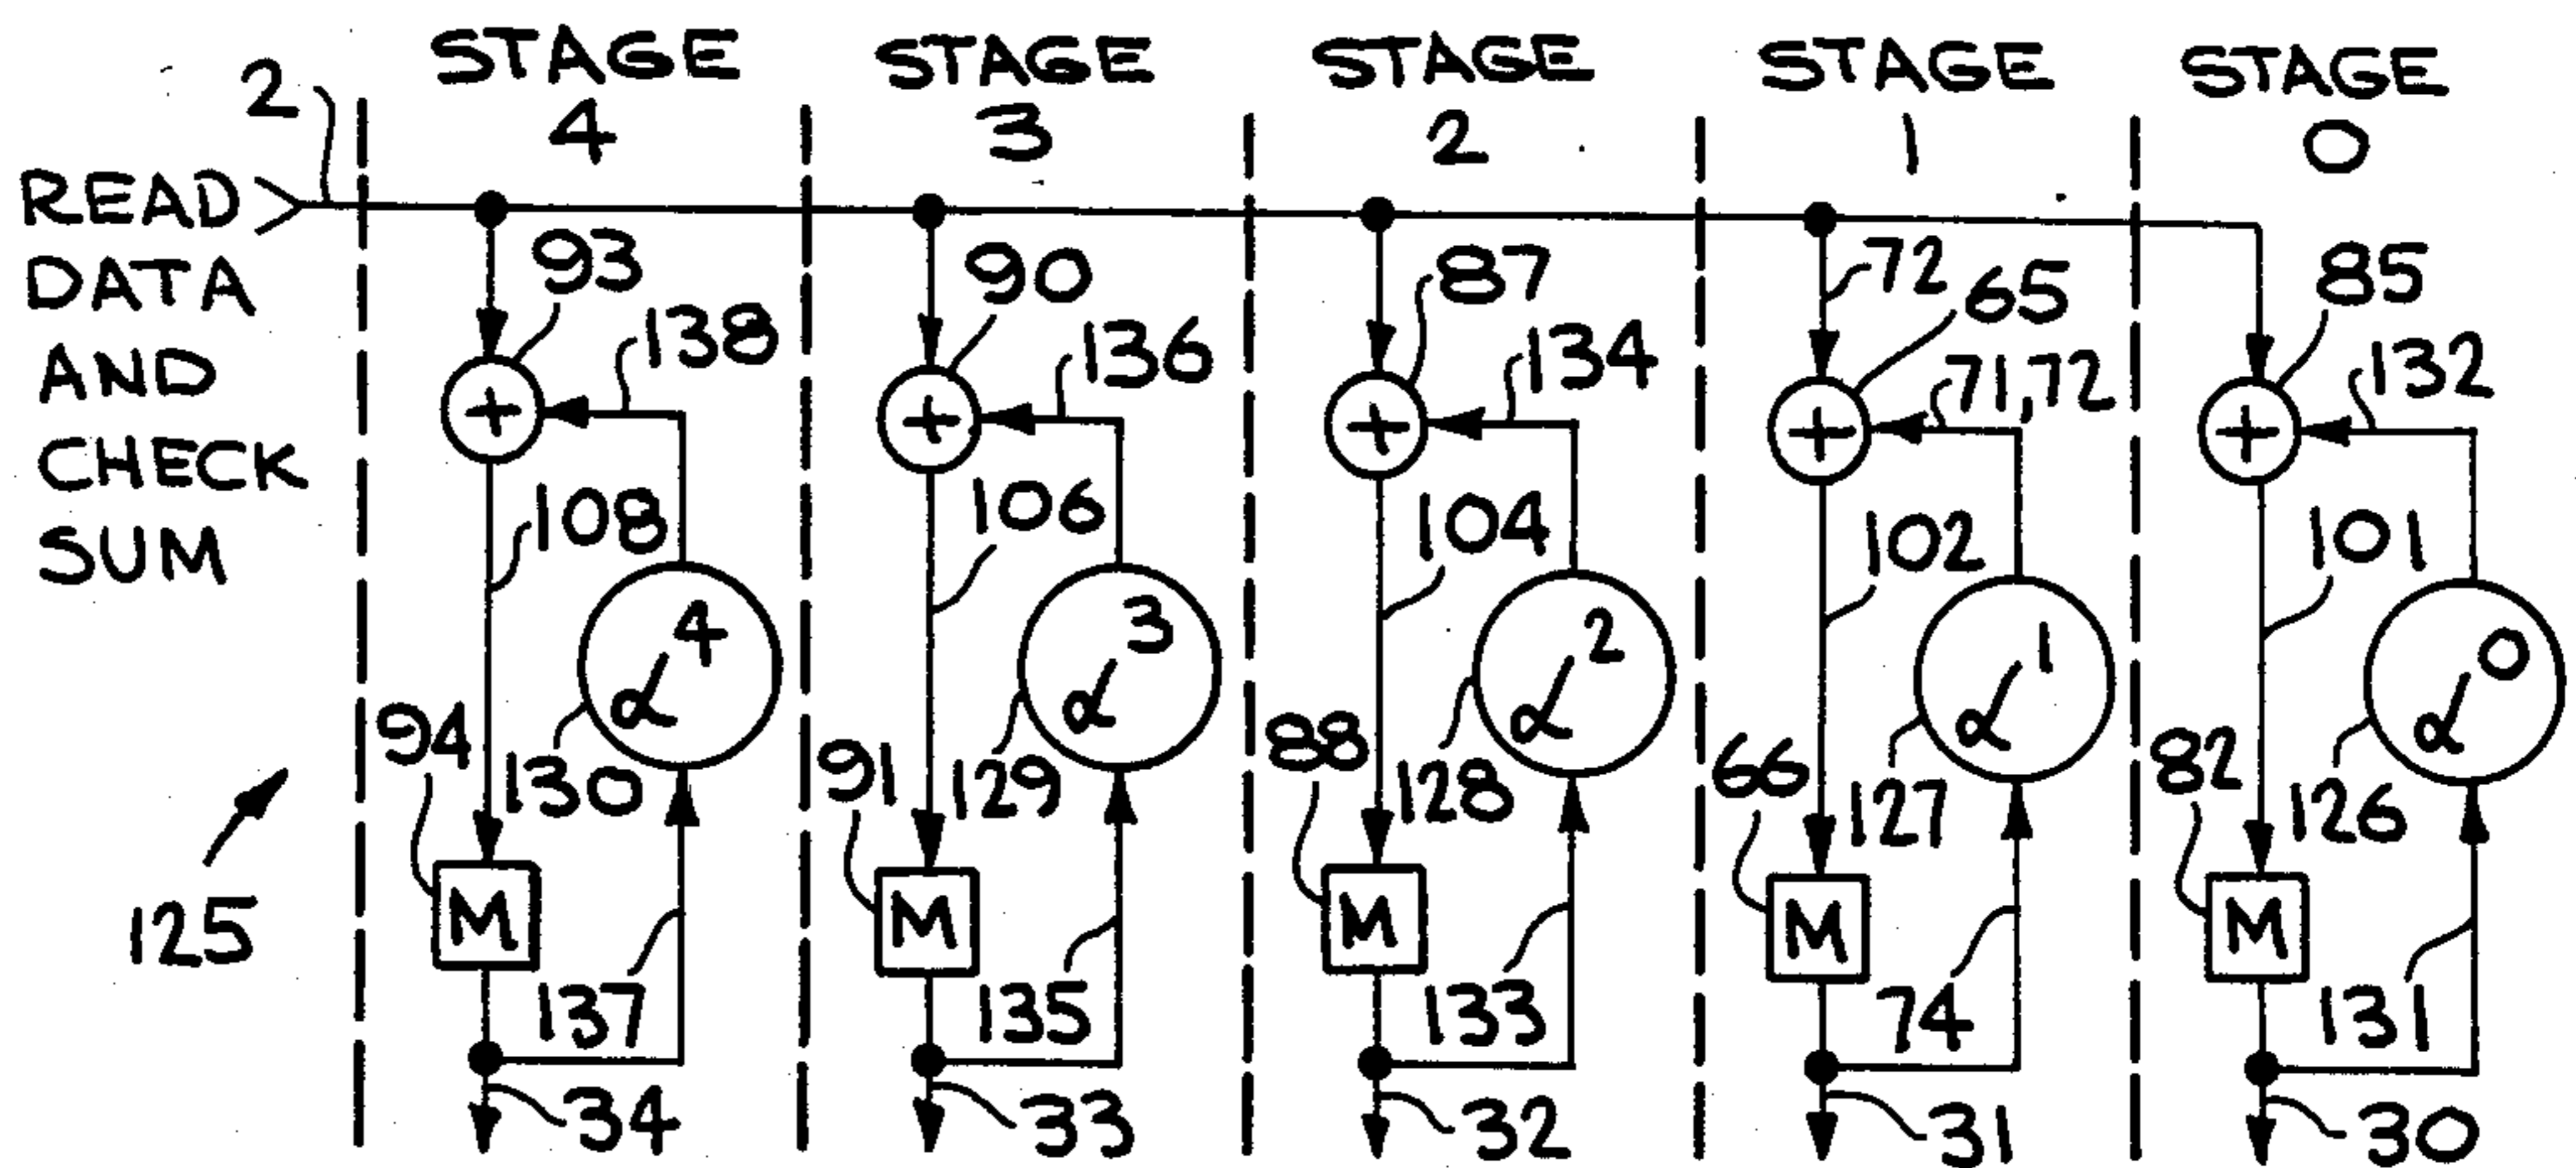 STAGE 4
STAGE 3
STAGE 2
STAGE 1
STAGE 0
2
READ
DATA
AND
CHECK
SUM
93
90
87
72
65
85
138
136
134
71,72
132
+
+
+
+
+
108
106
104
102
101
α⁴
α³
α²
α¹
α⁰
94
130
91
129
88
128
66
127
82
126
M
M
M
M
M
125
137
135
133
74
131
34
33
32
31
30